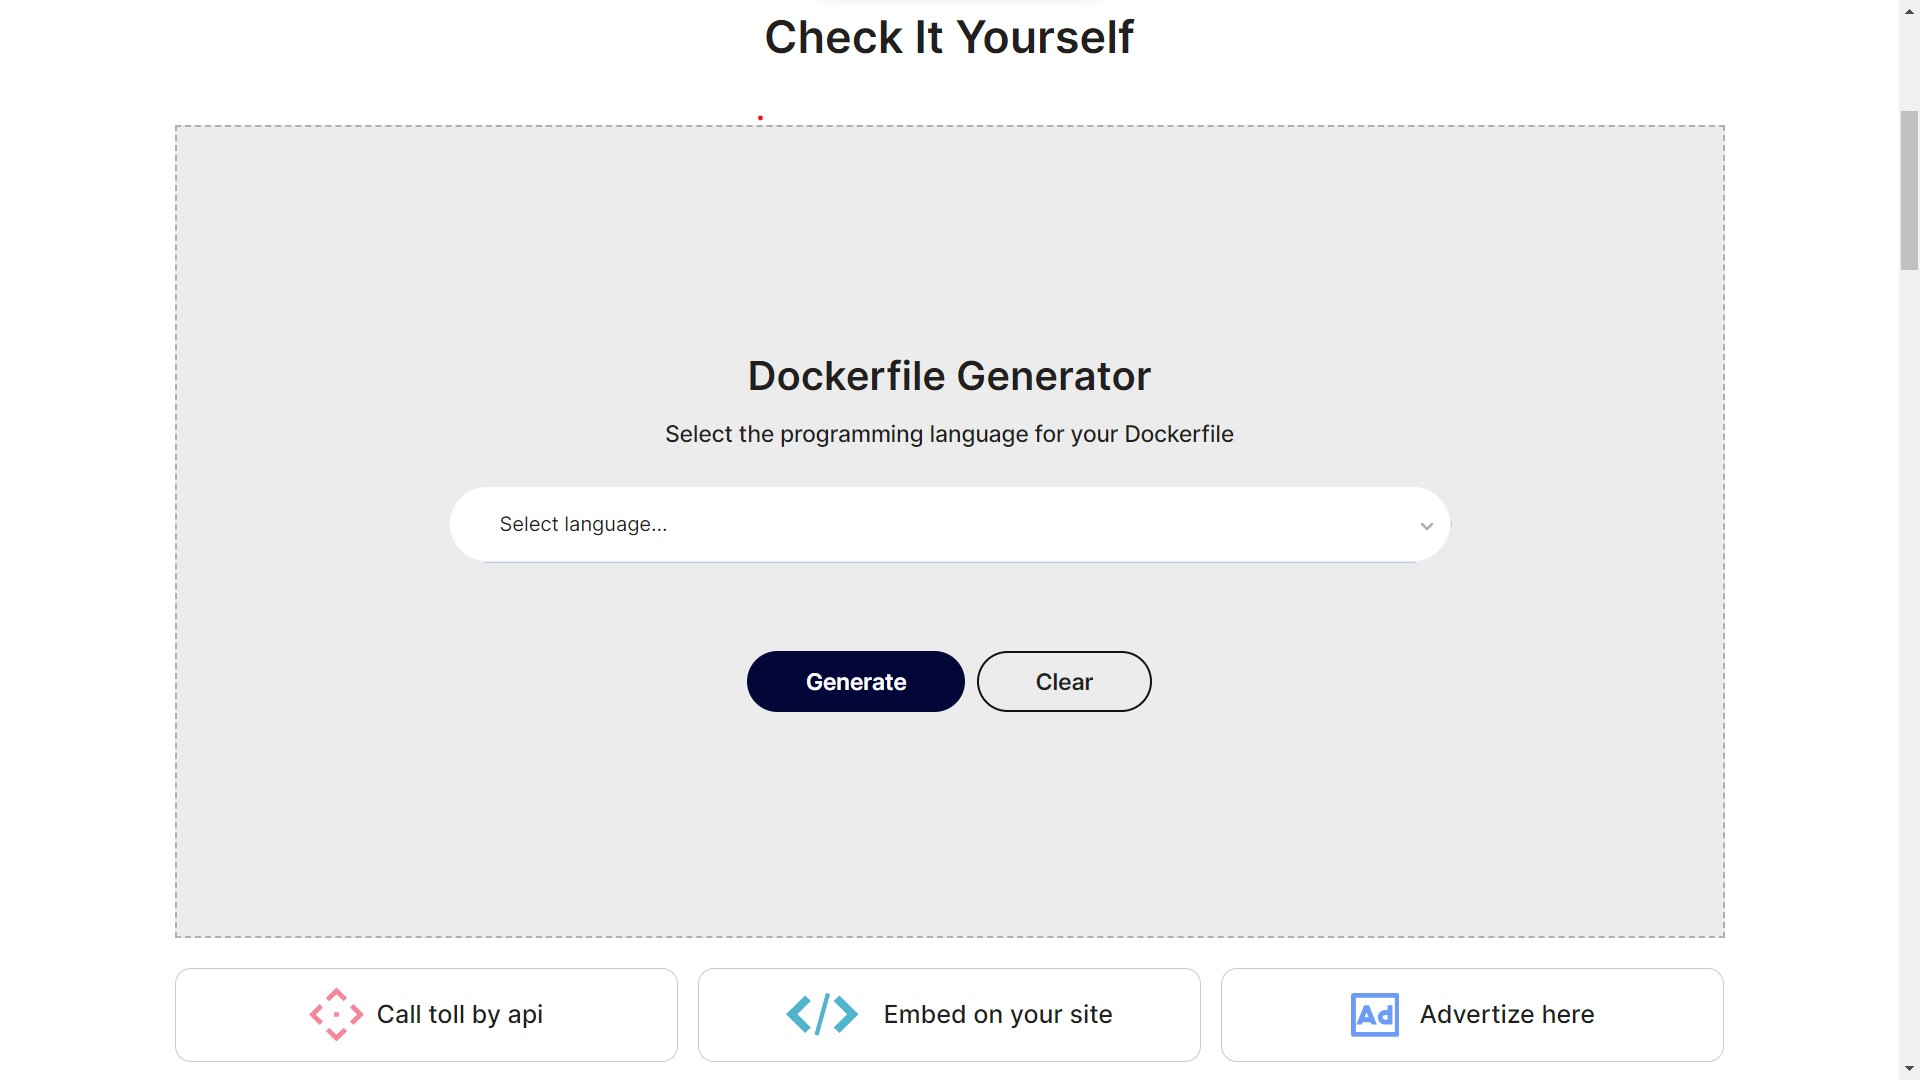 Check It Yourself
Dockerfile Generator
Select the programming language for your Dockerfile
Select language...
Generate
Clear
Call toll by api
Embed on your site
Ad
Advertize here